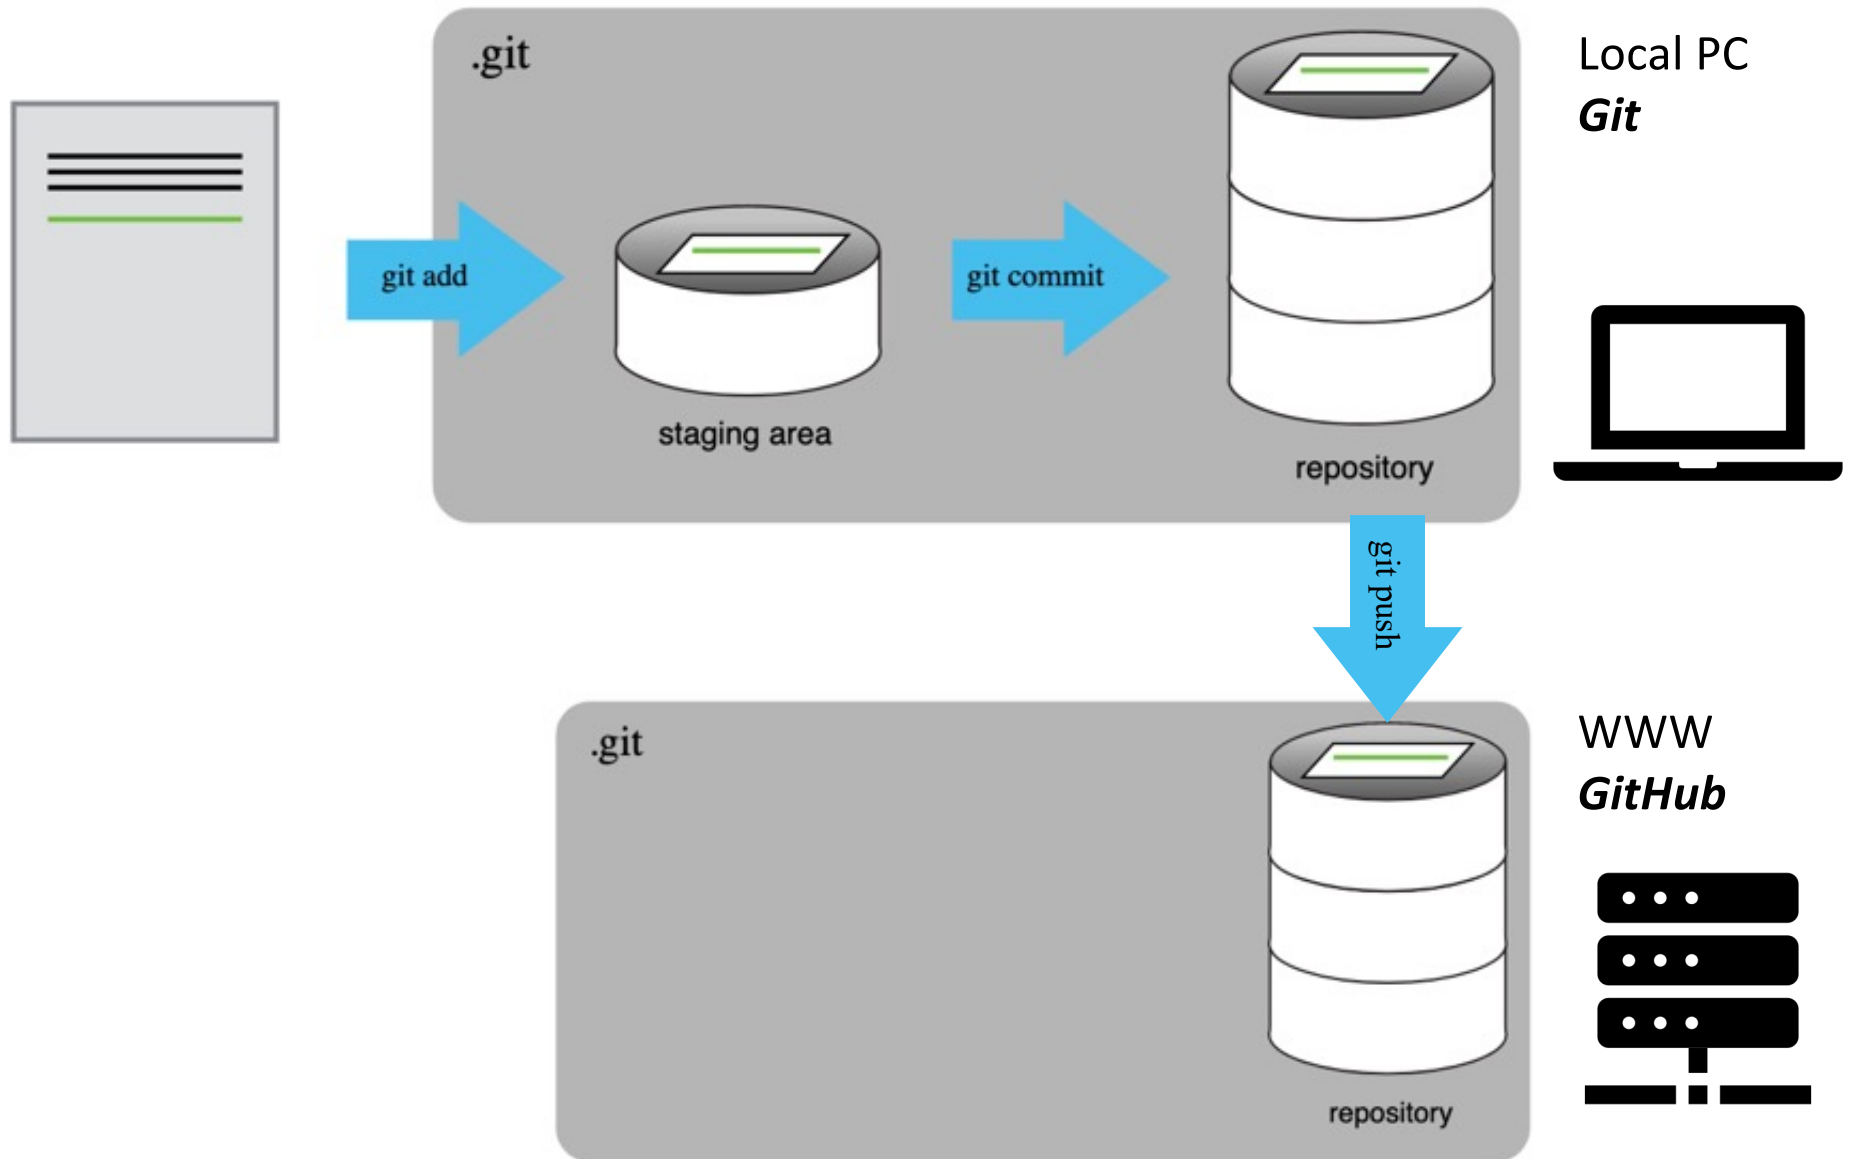 .git
Local PC
Git
git add
git commit
staging area
repository
git push
.git
WWW
GitHub
repository